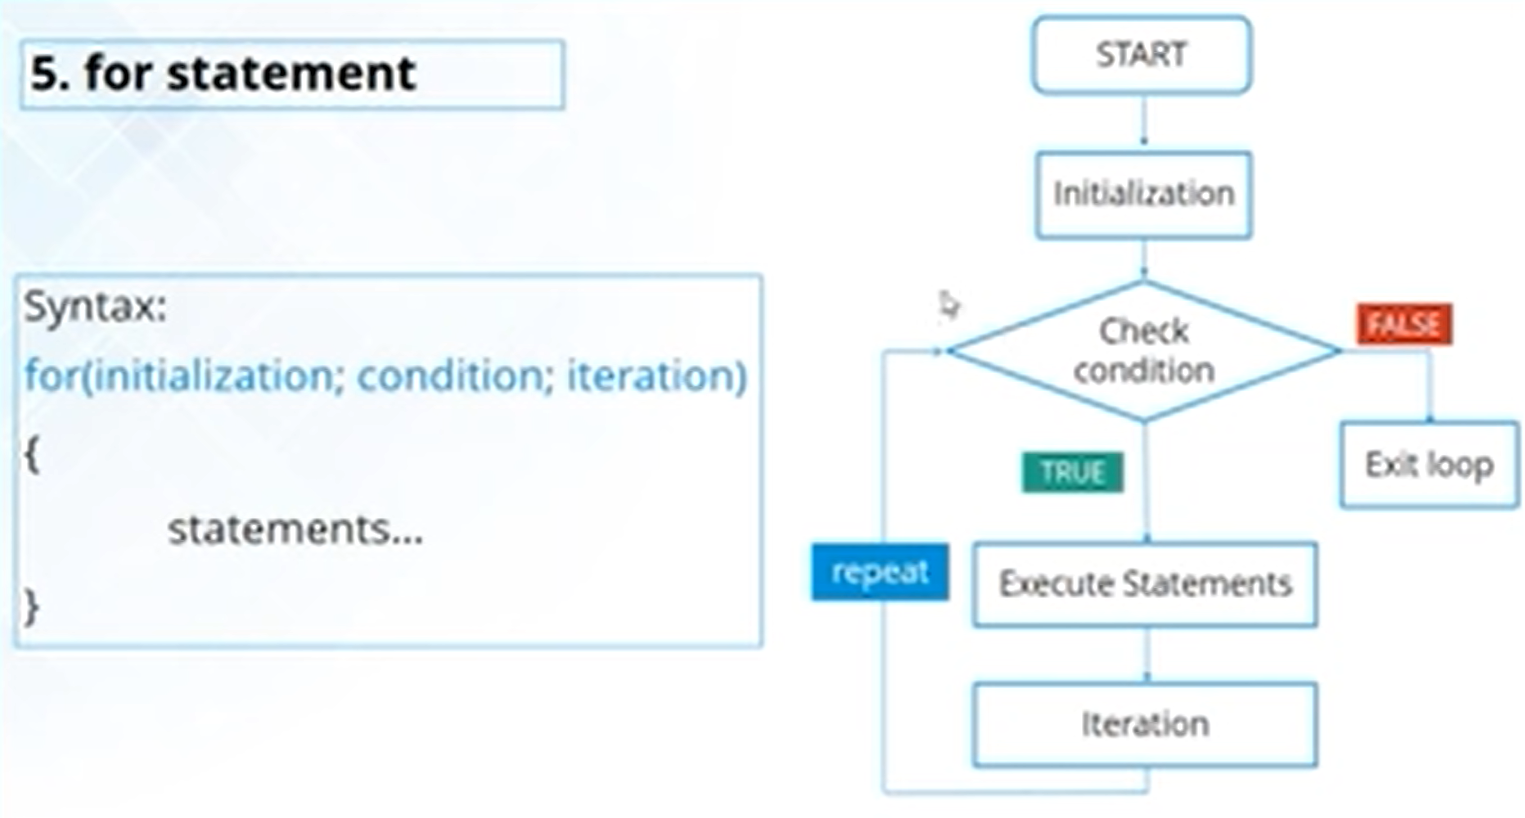 5. for statement
Syntax:
for(initialization; condition; iteration)
{
statements...
}
START
Initialization
Check
condition
FALSE
Exit loop
TRUE
repeat
Execute Statements
Iteration